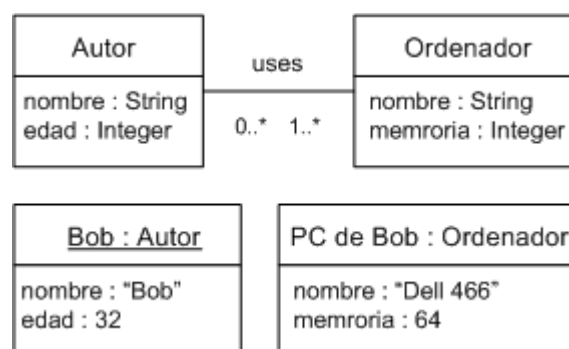 Autor
nombre : String
edad : Integer
uses
0..* 1..*
Ordenador
nombre : String
memroria : Integer
Bob : Autor
nombre : “Bob”
edad : 32
PC de Bob : Ordenador
nombre : “Dell 466”
memroria : 64